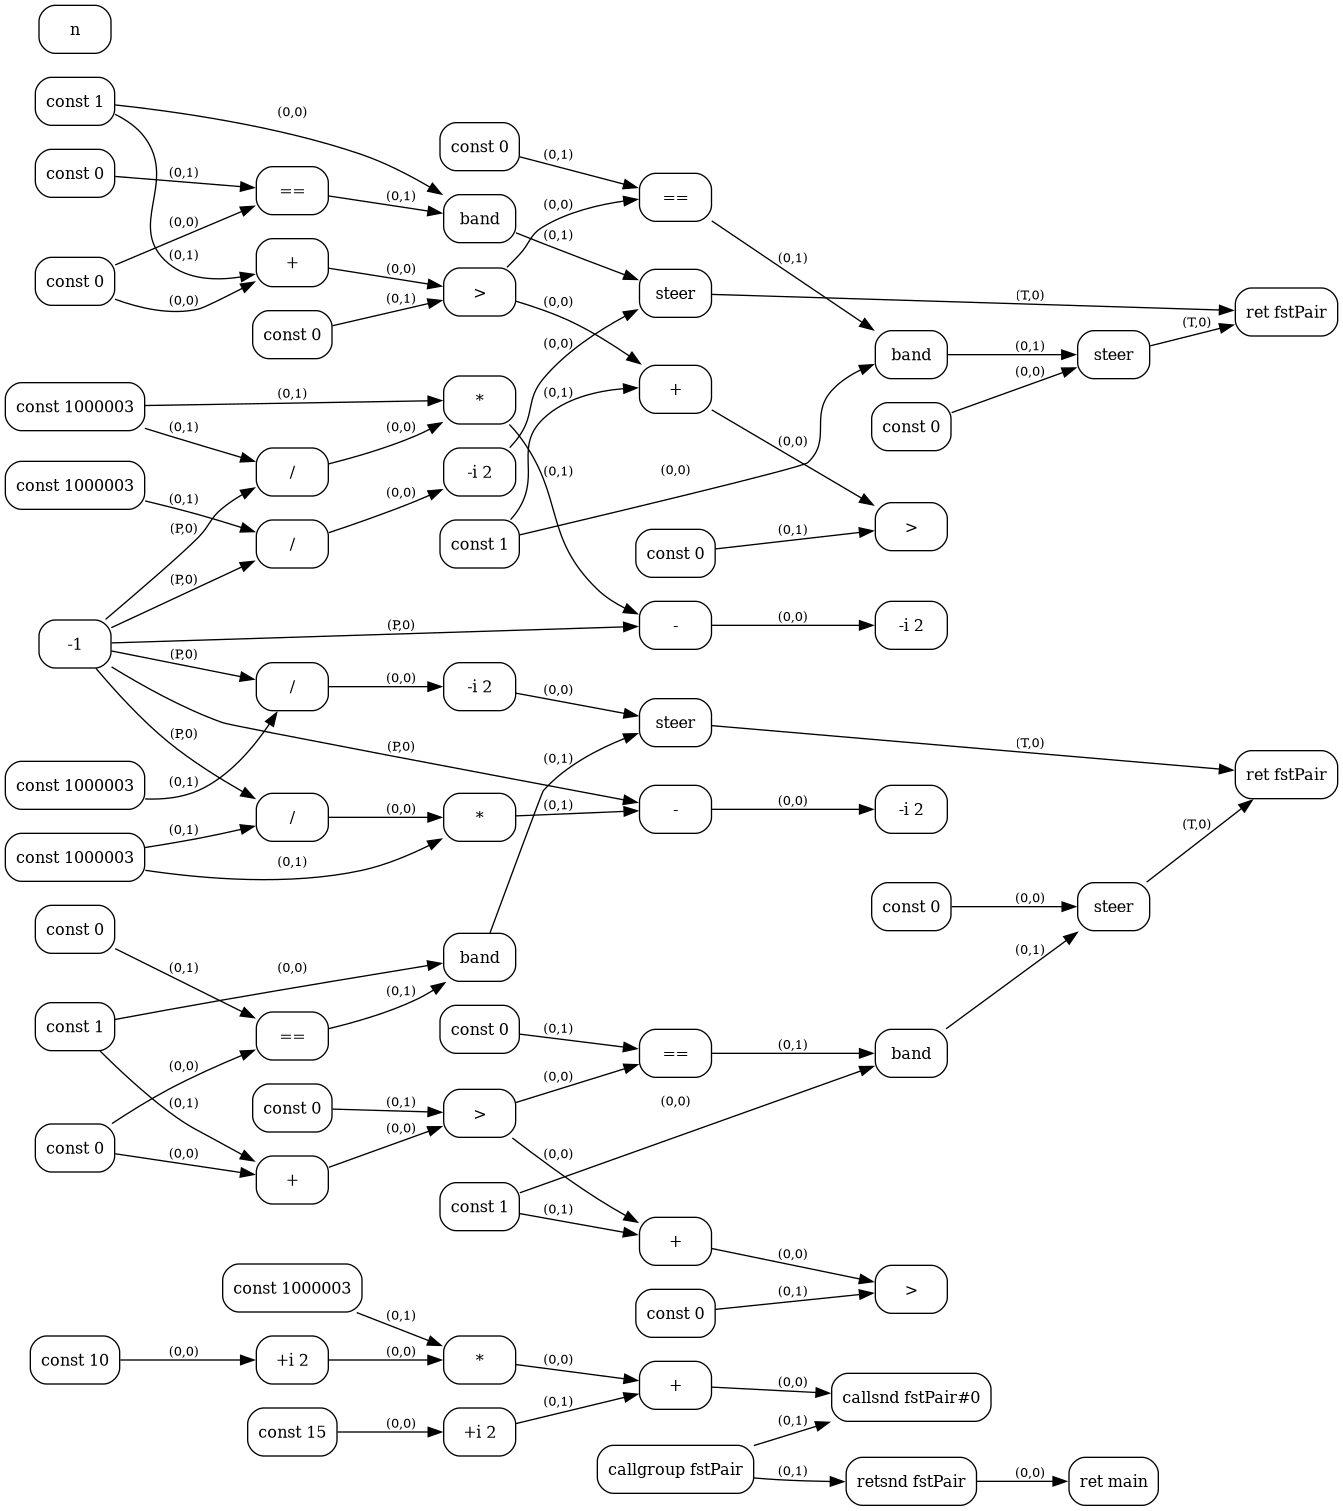 n
const 1
(0,0)
const 0
(0,1)
const 0
(0,1)
==
(0,1)
band
(0,0)
(0,1)
==
(0,0)
(0,1)
const 0
(0,1)
+
(0,0)
>
(0,0)
(0,1)
steer
(T,0)
ret fstPair
(0,0)
const 0
(0,1)
(0,0)
(0,0)
band
(0,1)
steer
(T,0)
const 1000003
(0,1)
*
(0,1)
+
(0,0)
const 0
(0,1)
(0,0)
/
-i 2
(0,1)
(0,0)
const 1000003
(0,1)
(0,0)
(0,0)
>
(P,0)
/
const 1
const 0
(0,1)
(P,0)
-1
(P,0)
-
(0,0)
-i 2
(P,0)
/
(0,0)
-i 2
(0,0)
steer
(T,0)
ret fstPair
(P,0)
(P,0)
(0,1)
const 1000003
(0,1)
/
(0,0)
*
(0,1)
-
(0,0)
-i 2
(T,0)
const 1000003
(0,1)
(0,1)
const 0
(0,0)
steer
const 0
(0,1)
(0,0)
band
(0,1)
const 1
==
(0,1)
const 0
(0,1)
==
(0,1)
band
(0,0)
(0,0)
(0,1)
const 0
(0,1)
>
(0,0)
(0,0)
const 0
(0,0)
+
(0,0)
(0,0)
const 1
(0,1)
+
(0,0)
>
const 1000003
(0,1)
const 0
(0,1)
const 10
(0,0)
+i 2
(0,0)
*
(0,0)
+
(0,0)
callsnd fstPair#0
const 15
(0,0)
+i 2
(0,1)
(0,1)
callgroup fstPair
(0,1)
retsnd fstPair
(0,0)
ret main